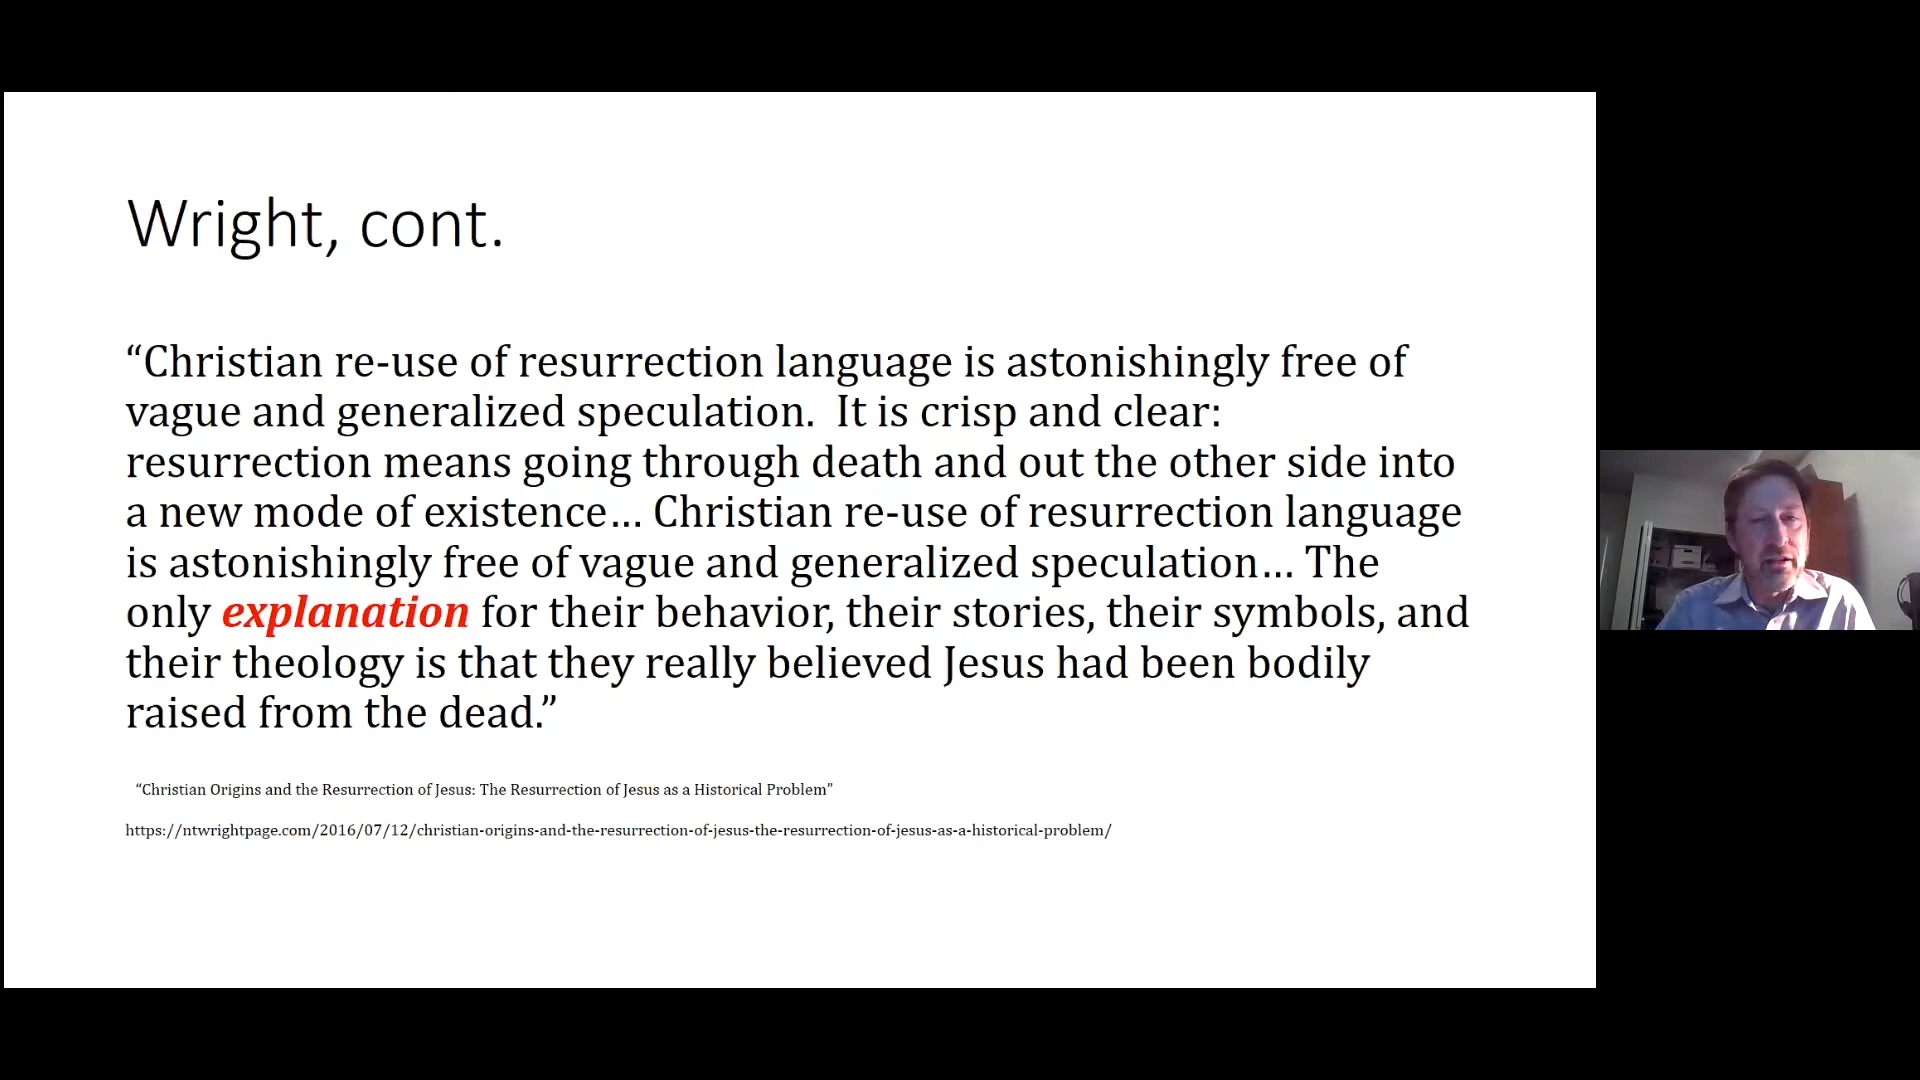 Wright, cont.
“Christian re-use of resurrection language is astonishingly free of
vague and generalized speculation.  It is crisp and clear:
resurrection means going through death and out the other side into
a new mode of existence… Christian re-use of resurrection language
is astonishingly free of vague and generalized speculation… The
only explanation for their behavior, their stories, their symbols, and
their theology is that they really believed Jesus had been bodily
raised from the dead.”
“Christian Origins and the Resurrection of Jesus: The Resurrection of Jesus as a Historical Problem”
https://ntwrightpage.com/2016/07/12/christian-origins-and-the-resurrection-of-jesus-the-resurrection-of-jesus-as-a-historical-problem/